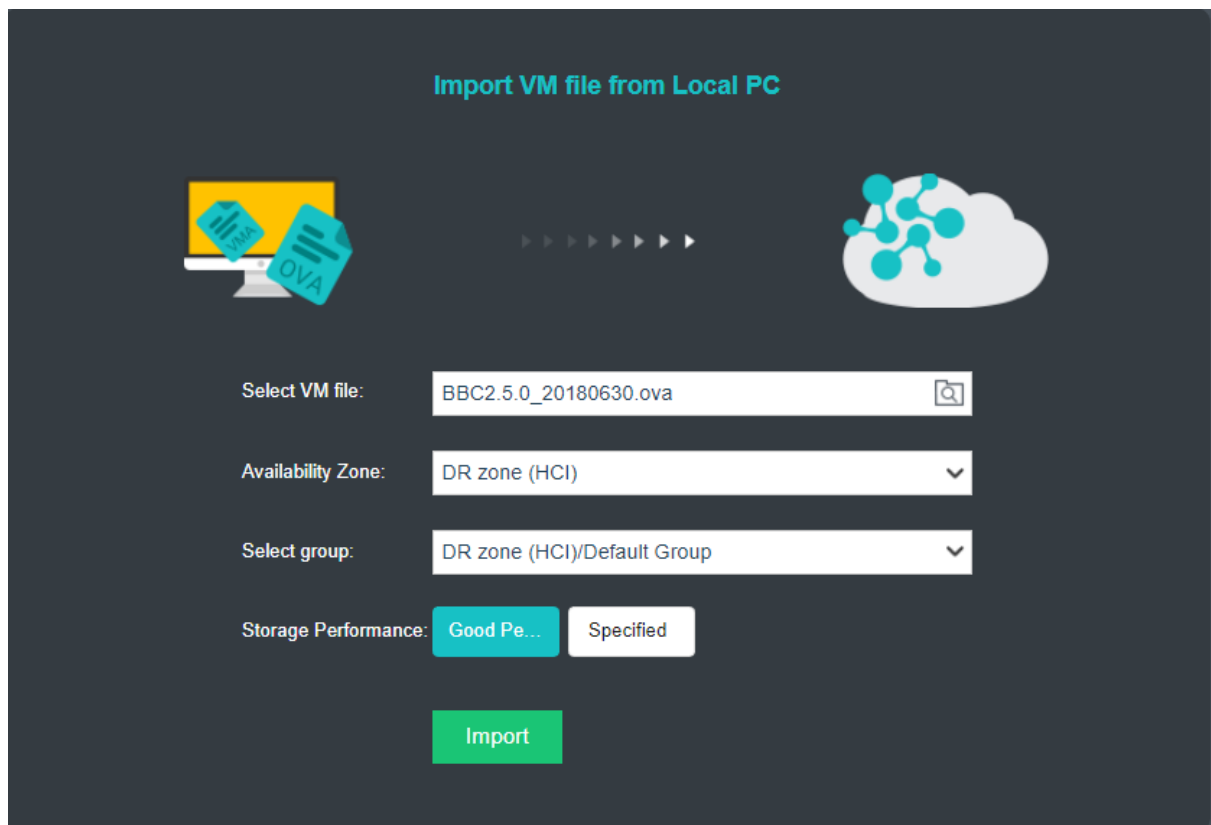 Import VM file from Local PC
VMA
OVA
Select VM file: BBC2.5.0_20180630.ova
Availability Zone: DR zone (HCI)
Select group: DR zone (HCI)/Default Group
Storage Performance: Good Pe... Specified
Import